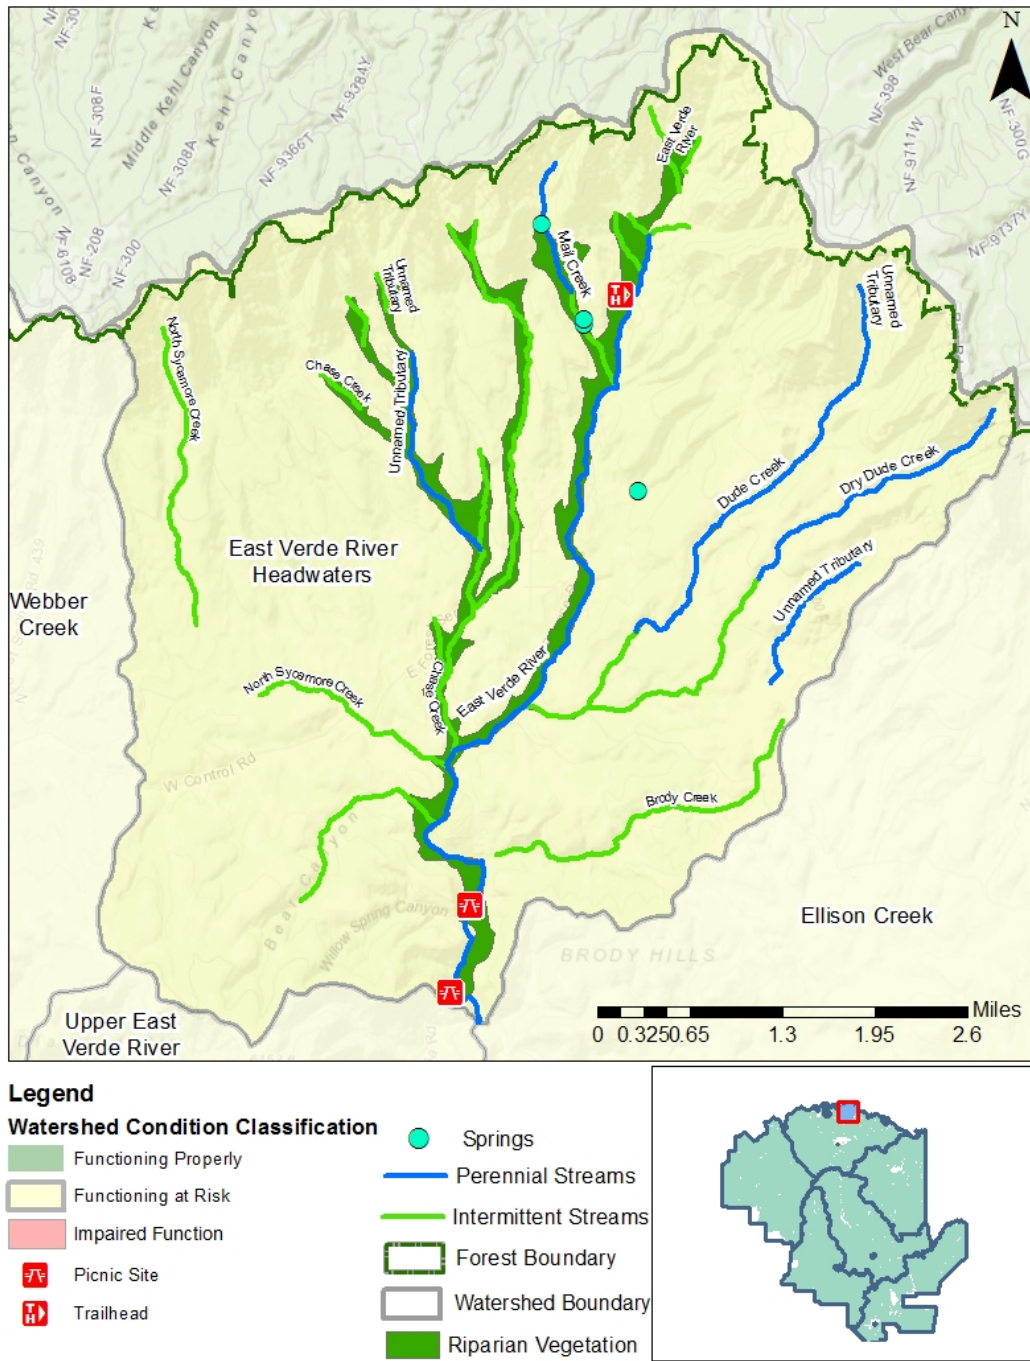 N
West Bear Canyon
NF-398
NF-9711W
NF-300G
NF-9737Y
Middle Kehl Canyon
Kehl Canyon
NF-308F
NF-308A
NF-9366T
NF-9384Y
NF-208
NF-300
East Verde
River
Mail Creek
Unnamed
Tributary
Unnamed
Tributary
North Sycamore
Creek
Chase Creek
Unnamed Tributary
Dude Creek
Dry Dude Creek
Unnamed Tributary
East Verde River
Headwaters
Webber
Creek
East Verde River
Chase Creek
North Sycamore Creek
W Control Rd
Brody Creek
Bear Canyon
Willow Spring Canyon
Ellison Creek
BRODY HILLS
Upper East
Verde River
Miles
0 0.325 0.65 1.3 1.95 2.6
Legend
Watershed Condition Classification
Functioning Properly
Functioning at Risk
Impaired Function
Picnic Site
TH
Trailhead
Springs
Perennial Streams
Intermittent Streams
Forest Boundary
Watershed Boundary
Riparian Vegetation